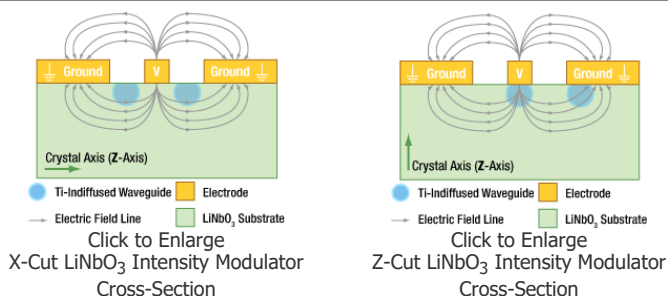 Ground V Ground
Crystal Axis (Z-Axis)
Ti-Indiffused Waveguide Electrode
Electric Field Line LiNbO3 Substrate
Click to Enlarge
X-Cut LiNbO3 Intensity Modulator
Cross-Section
Ground V Ground
Crystal Axis (Z-Axis)
Ti-Indiffused Waveguide Electrode
Electric Field Line LiNbO3 Substrate
Click to Enlarge
Z-Cut LiNbO3 Intensity Modulator
Cross-Section